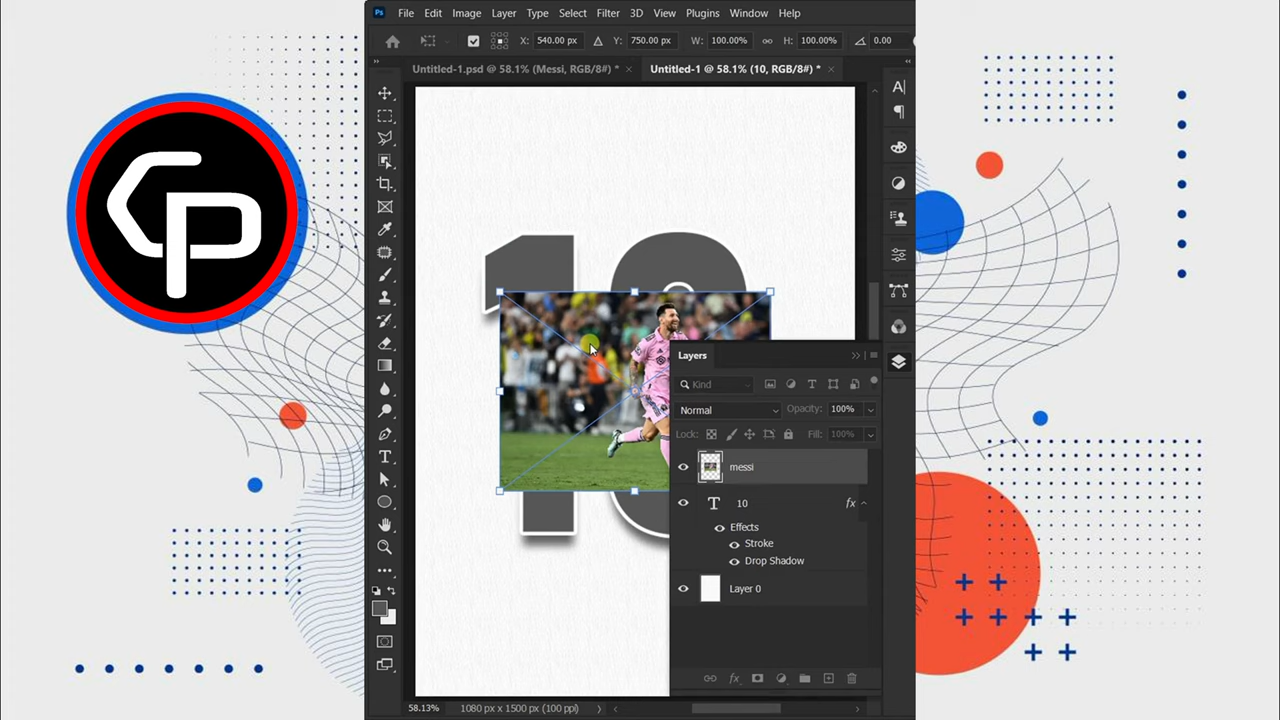 CP
Ps File Edit Image Layer Type Select Filter 3D View Plugins Window Help
X: 540.00 px Y: 750.00 px W: 100.00% H: 100.00% 0.00
Untitled-1.psd @ 58.1% (Messi, RGB/8#) * × Untitled-1 @ 58.1% (10, RGB/8#) * ×
10
Layers
Kind
Normal Opacity: 100%
Lock: Fill: 100%
messi
T 10 fx
Effects
Stroke
Drop Shadow
Layer 0
fx
58.13% 1080 px x 1500 px (100 ppi)